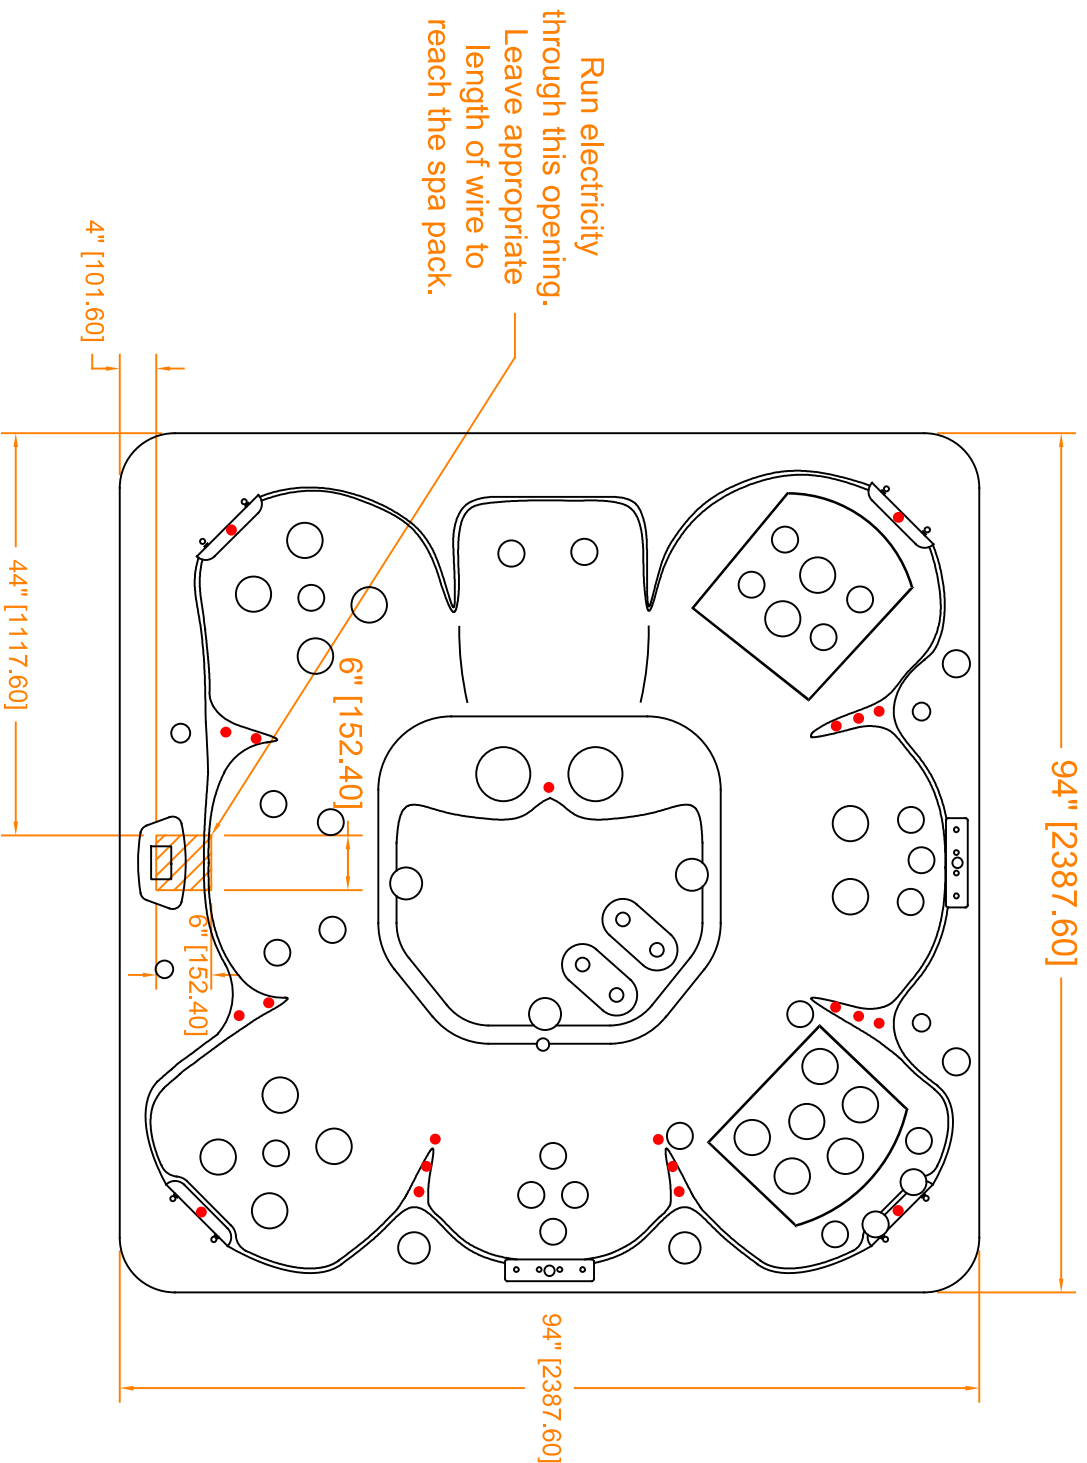 Run electricity
through this opening.
Leave appropriate
length of wire to
reach the spa pack.
4" [101.60]
44" [1117.60]
6" [152.40]
6" [152.40]
94" [2387.60]
94" [2387.60]